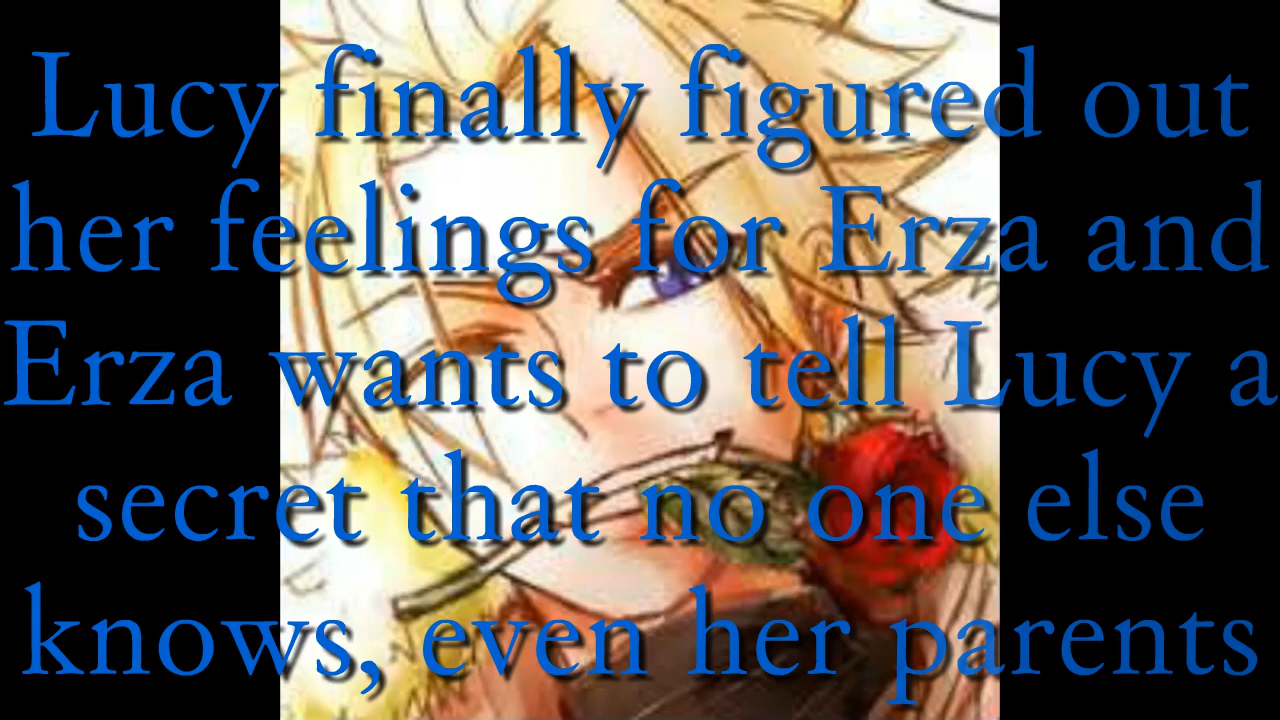 Lucy finally figured out
her feelings for Erza and
Erza wants to tell Lucy a
secret that no one else
knows, even her parents